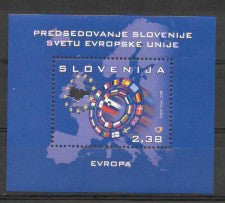 PREDSEDOVANJE SLOVENIJE
SVETU EVROPSKE UNIJE
SLOVENIJA
2,38
EVROPA